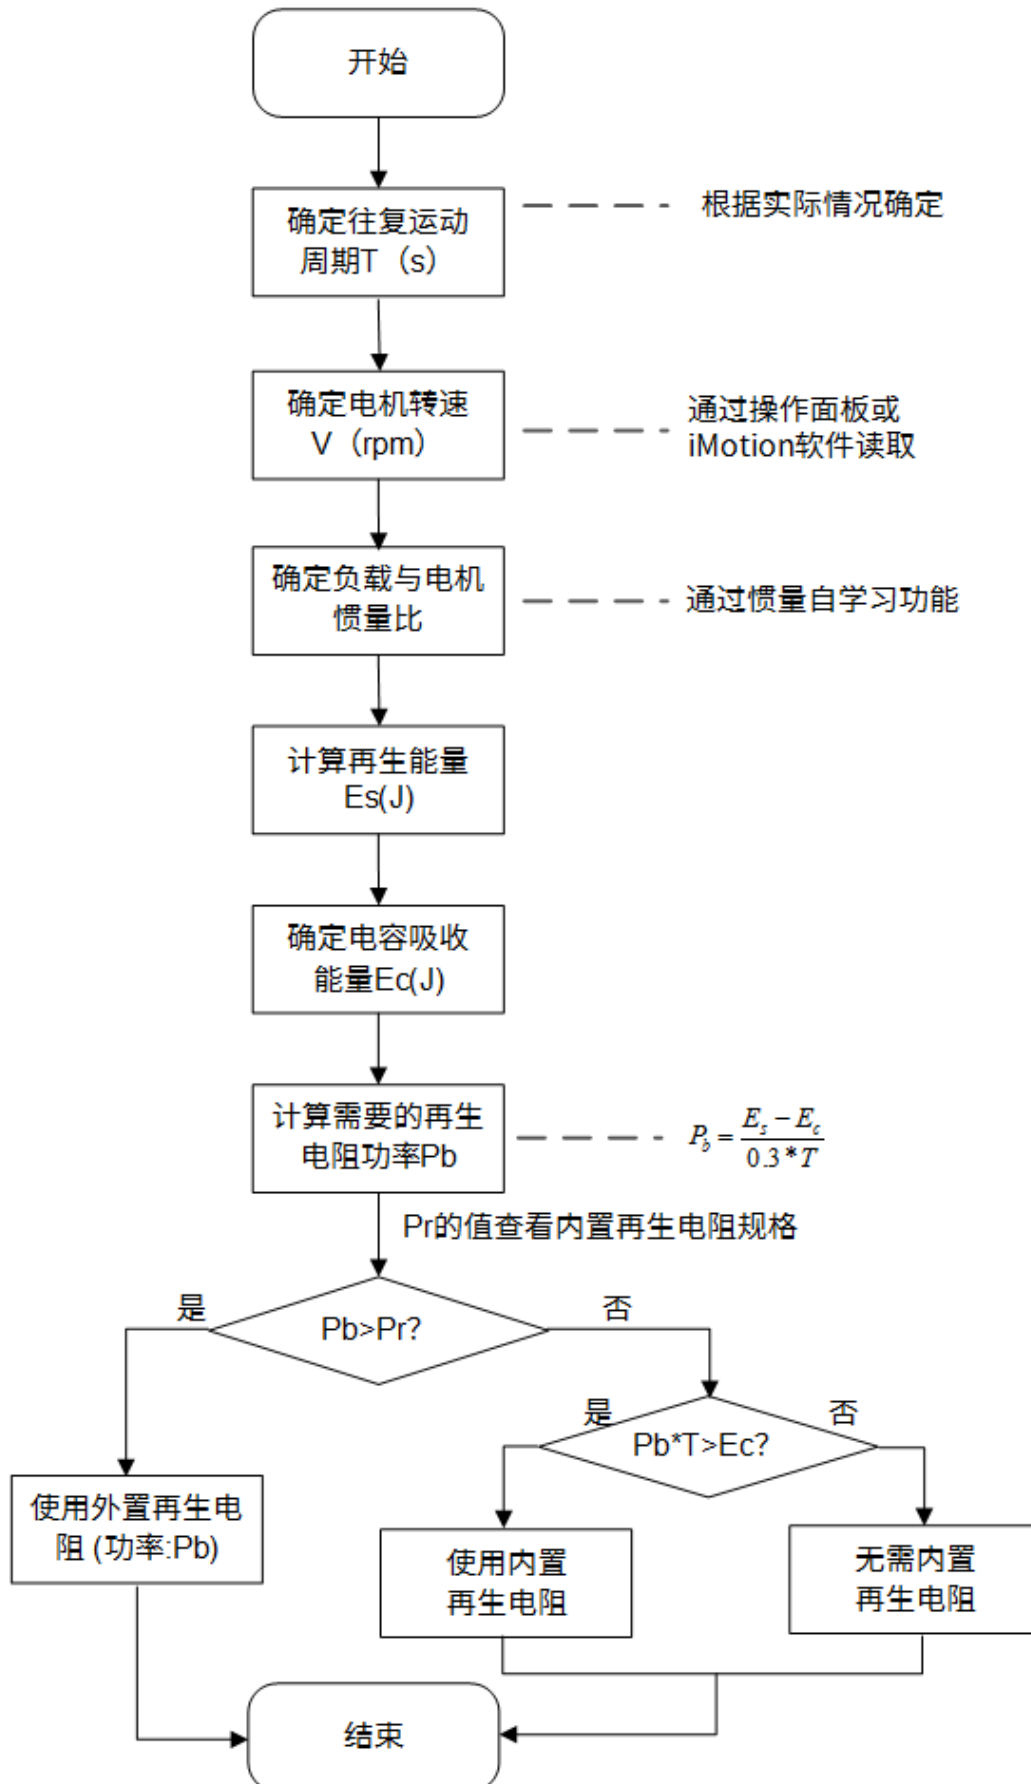 开始
确定往复运动
周期T（s）
根据实际情况确定
确定电机转速
V（rpm）
通过操作面板或
iMotion软件读取
确定负载与电机
惯量比
通过惯量自学习功能
计算再生能量
Es(J)
确定电容吸收
能量Ec(J)
计算需要的再生
电阻功率Pb
P_b = \frac{E_s - E_c}{0.3 * T}
Pr的值查看内置再生电阻规格
是
Pb>Pr?
否
是
Pb*T>Ec?
否
使用外置再生电
阻 (功率:Pb)
使用内置
再生电阻
无需内置
再生电阻
结束